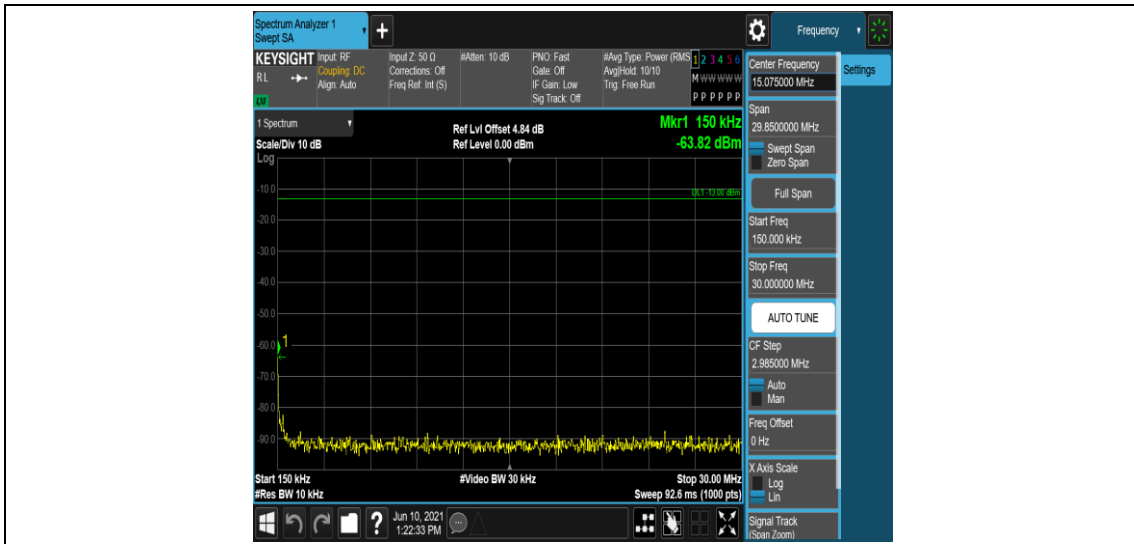 Spectrum Analyzer 1
Swept SA
Frequency
KEYSIGHT
RL
LXI
Input: RF
Coupling: DC
Align: Auto
Input Z: 50 Ω
Corrections: Off
Freq Ref: Int (S)
#Atten: 10 dB
PNO: Fast
Gate: Off
IF Gain: Low
Sig Track: Off
#Avg Type: Power (RMS
Avg|Hold: 10/10
Trig: Free Run
1 2 3 4 5 6
M W W W W W
P P P P P P
1 Spectrum
Scale/Div 10 dB
Log
Ref Lvl Offset 4.84 dB
Ref Level 0.00 dBm
Mkr1 150 kHz
-63.82 dBm
DL1 -13.00 dBm
-10.0
-20.0
-30.0
-40.0
-50.0
-60.0
1
-70.0
-80.0
-90.0
Start 150 kHz
#Res BW 10 kHz
#Video BW 30 kHz
Stop 30.00 MHz
Sweep 92.6 ms (1000 pts)
Jun 10, 2021
1:22:33 PM
Center Frequency
15.075000 MHz
Settings
Span
29.8500000 MHz
Swept Span
Zero Span
Full Span
Start Freq
150.000 kHz
Stop Freq
30.000000 MHz
AUTO TUNE
CF Step
2.985000 MHz
Auto
Man
Freq Offset
0 Hz
X Axis Scale
Log
Lin
Signal Track
(Span Zoom)